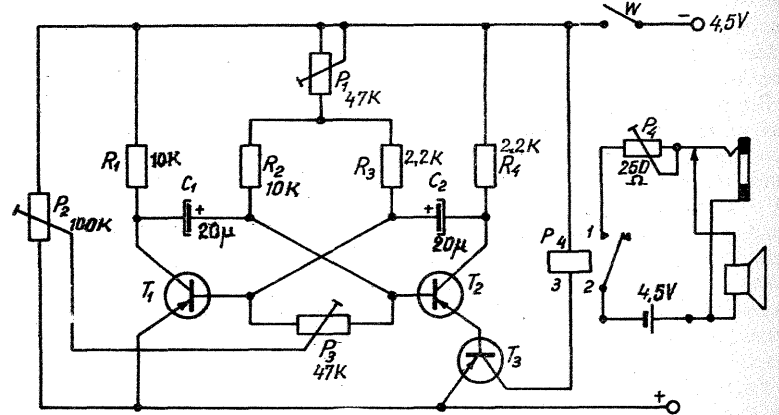 W
−
4,5V
P1
47K
R1
10K
R2
10K
R3
2,2K
2,2K
R4
P4
250
Ω
P2
100K
C1
+
20µ
C2
+
20µ
P4
3
2
1
4,5V
T1
T2
P3
47K
T3
+